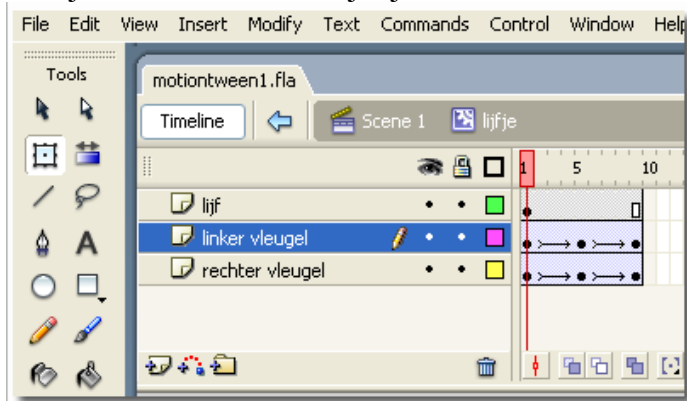 File Edit View Insert Modify Text Commands Control Window Help
Tools
motiontween1.fla
Timeline Scene 1 lijfje
1 5 10
lijf
linker vleugel
rechter vleugel
A